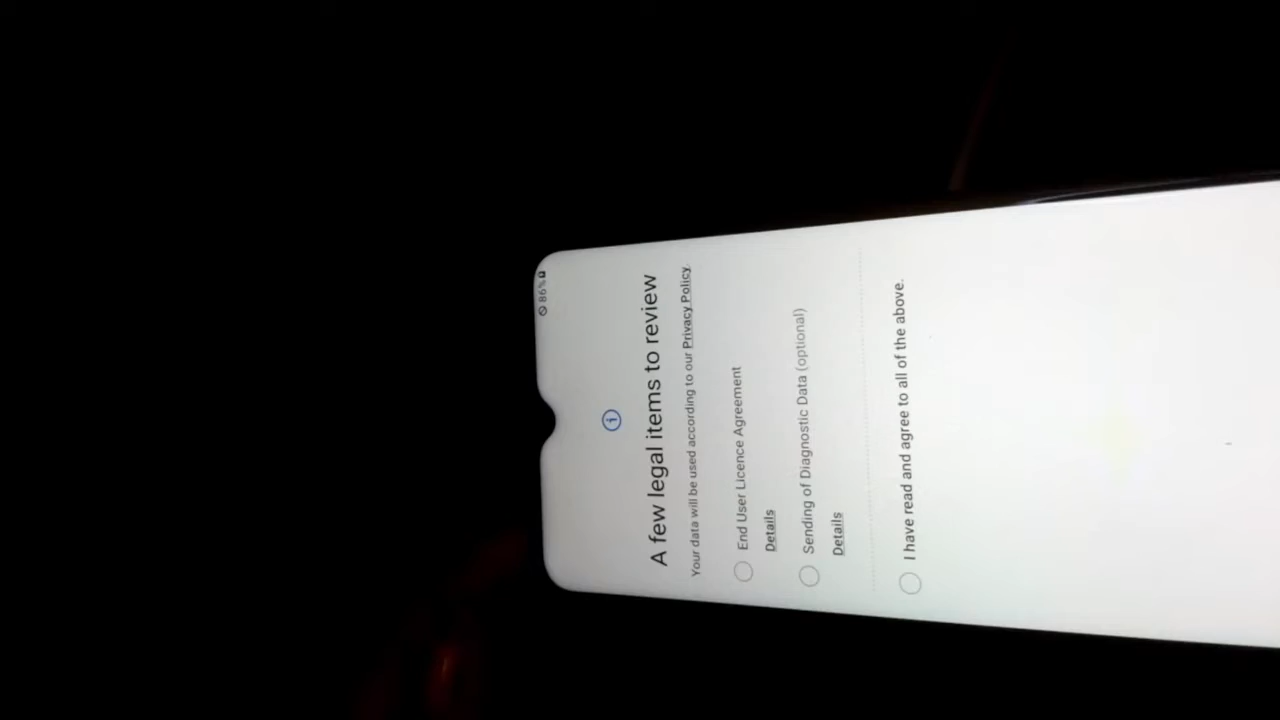 86%
A few legal items to review
Your data will be used according to our Privacy Policy.
End User Licence Agreement
Details
Sending of Diagnostic Data (optional)
Details
I have read and agree to all of the above.